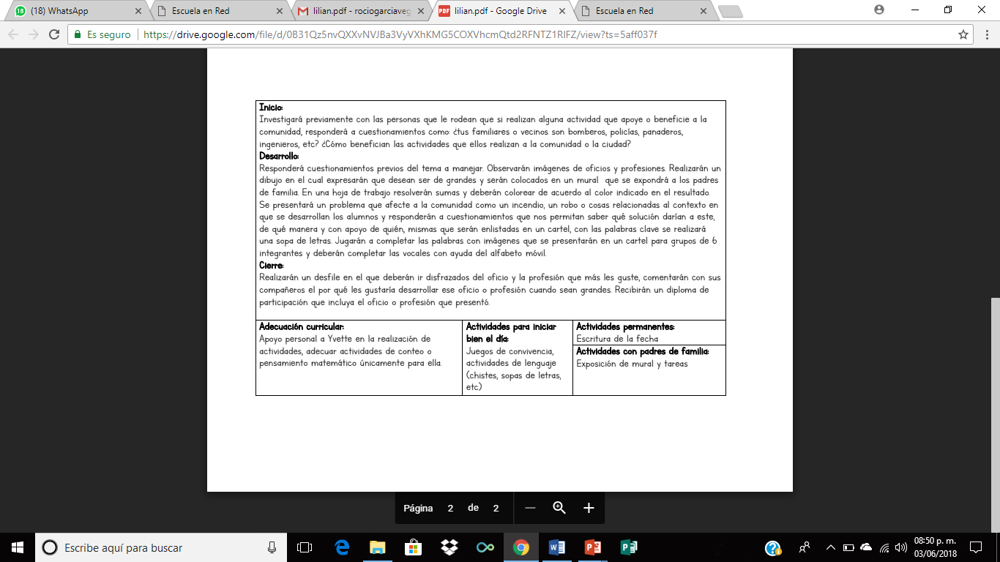 (18) WhatsApp
Escuela en Red
lilian.pdf - rociogarciaveg
lilian.pdf - Google Drive
Escuela en Red
Es seguro
https://drive.google.com/file/d/0B31Qz5nvQXXvNVJBa3VyVXhKMG5COXVhcmQtd2RFNTZ1RlFZ/view?ts=5aff037f
Inicio:
Investigará previamente con las personas que le rodean que si realizan alguna actividad que apoye o beneficie a la
comunidad, responderá a cuestionamientos como: ¿tus familiares o vecinos son bomberos, policías, panaderos,
ingenieros, etc? ¿Cómo benefician las actividades que ellos realizan a la comunidad o la ciudad?
Desarrollo:
Responderá cuestionamientos previos del tema a manejar. Observarán imágenes de oficios y profesiones. Realizarán un
dibujo en el cual expresarán que desean ser de grandes y serán colocados en un mural que se expondrá a los padres
de familia. En una hoja de trabajo resolverán sumas y deberán colorear de acuerdo al color indicado en el resultado.
Se presentará un problema que afecte a la comunidad como un incendio, un robo o cosas relacionadas al contexto en
que se desarrollan los alumnos y responderán a cuestionamientos que nos permitan saber qué solución darían a este,
de qué manera y con apoyo de quién, mismas que serán enlistadas en un cartel, con las palabras clave se realizará
una sopa de letras. Jugarán a completar las palabras con imágenes que se presentarán en un cartel para grupos de 6
integrantes y deberán completar las vocales con ayuda del alfabeto móvil.
Cierre:
Realizarán un desfile en el que deberán ir disfrazados del oficio y la profesión que más les guste, comentarán con sus
compañeros el por qué les gustaría desarrollar ese oficio o profesión cuando sean grandes. Recibirán un diploma de
participación que incluya el oficio o profesión que presentó.
Adecuación curricular:
Apoyo personal a Yvette en la realización de
actividades, adecuar actividades de conteo o
pensamiento matemático únicamente para ella.
Actividades para iniciar
bien el día:
Juegos de convivencia,
actividades de lenguaje
(chistes, sopas de letras,
etc)
Actividades permanentes:
Escritura de la fecha
Actividades con padres de familia:
Exposición de mural y tareas
Página 2 de 2
Escribe aquí para buscar
08:50 p. m.
03/06/2018